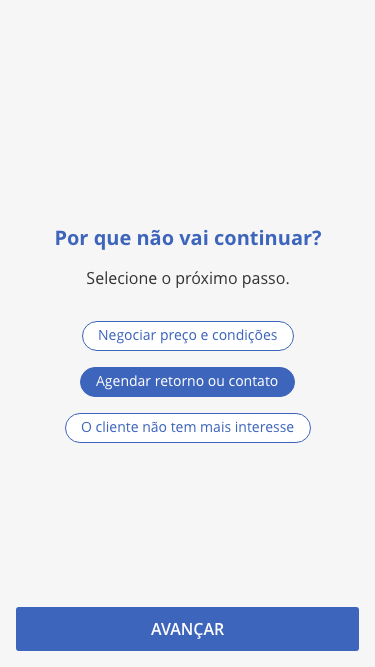 Por que não vai continuar?
Selecione o próximo passo.
Negociar preço e condições
Agendar retorno ou contato
O cliente não tem mais interesse
AVANÇAR